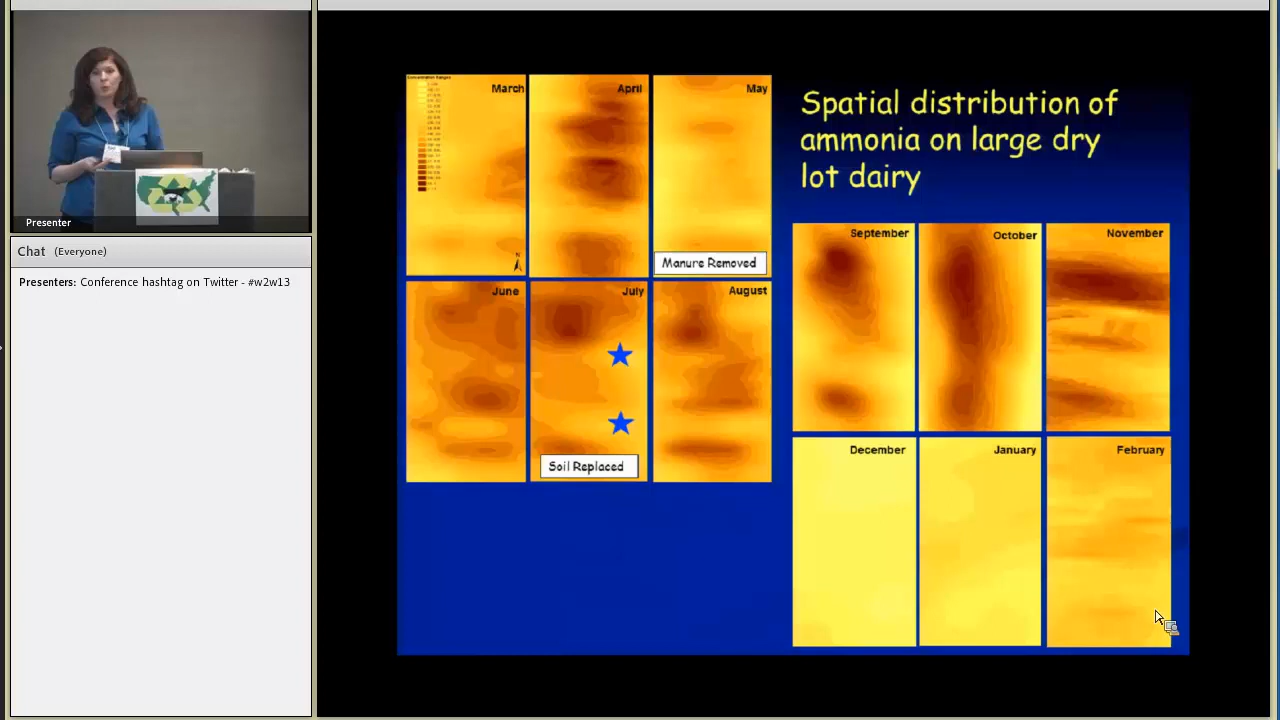 Presenter
Chat (Everyone)
Presenters: Conference hashtag on Twitter - #w2w13
Spatial distribution of
ammonia on large dry
lot dairy
March
April
May
Manure Removed
N
June
July
August
Soil Replaced
September
October
November
December
January
February